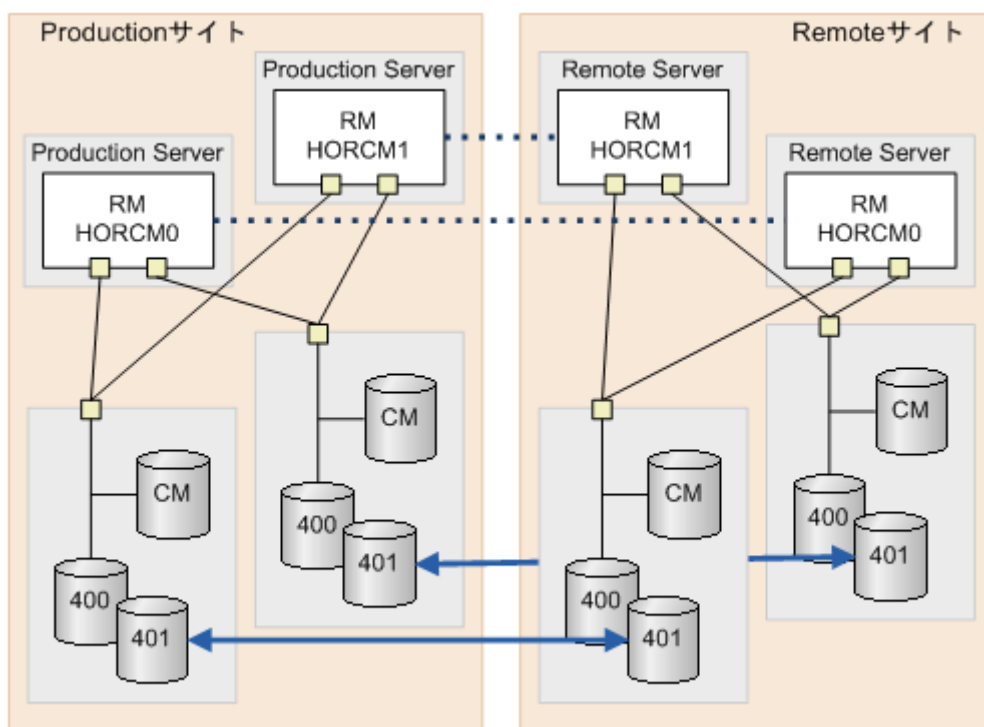 Productionサイト
Production Server
RM
HORCM1
Production Server
RM
HORCM0
CM
400
401
CM
400
401
Remoteサイト
Remote Server
RM
HORCM1
Remote Server
RM
HORCM0
CM
400
401
CM
400
401